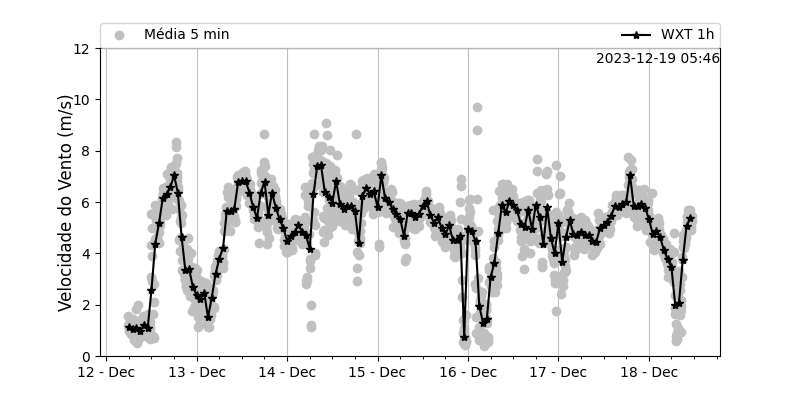 Média 5 min
WXT 1h
2023-12-19 05:46
Velocidade do Vento (m/s)
12
10
8
6
4
2
0
12 - Dec
13 - Dec
14 - Dec
15 - Dec
16 - Dec
17 - Dec
18 - Dec